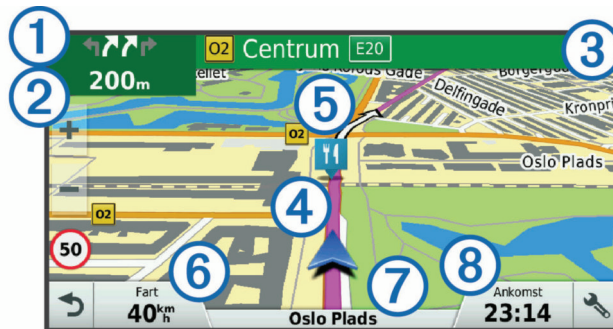 1
O2 Centrum E20
3
200m
2
Borgergade
Delfingade
Kronpri
5
O2
Oslo Plads
4
O2
50
6
7
8
Fart
40 km/h
Oslo Plads
Ankomst
23:14